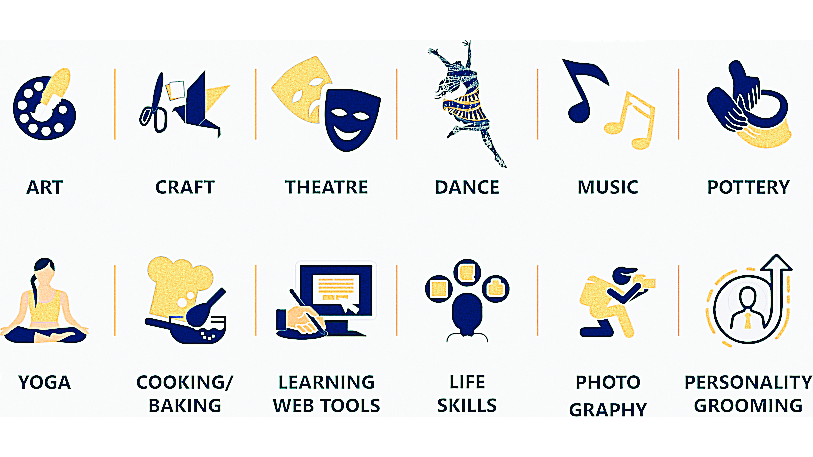 ART CRAFT THEATRE DANCE MUSIC POTTERY
YOGA COOKING/ LEARNING LIFE PHOTO PERSONALITY
BAKING WEB TOOLS SKILLS GRAPHY GROOMING